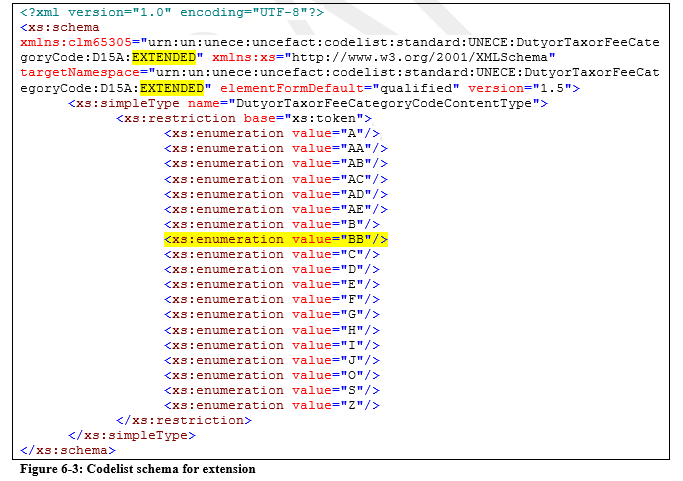 <?xml version="1.0" encoding="UTF-8"?>
<xs:schema
xmlns:clm65305="urn:un:unece:uncefact:codelist:standard:UNECE:DutyorTaxorFeeCate
goryCode:D15A:EXTENDED" xmlns:xs="http://www.w3.org/2001/XMLSchema"
targetNamespace="urn:un:unece:uncefact:codelist:standard:UNECE:DutyorTaxorFeeCat
egoryCode:D15A:EXTENDED" elementFormDefault="qualified" version="1.5">
<xs:simpleType name="DutyorTaxorFeeCategoryCodeContentType">
<xs:restriction base="xs:token">
<xs:enumeration value="A"/>
<xs:enumeration value="AA"/>
<xs:enumeration value="AB"/>
<xs:enumeration value="AC"/>
<xs:enumeration value="AD"/>
<xs:enumeration value="AE"/>
<xs:enumeration value="B"/>
<xs:enumeration value="BB"/>
<xs:enumeration value="C"/>
<xs:enumeration value="D"/>
<xs:enumeration value="E"/>
<xs:enumeration value="F"/>
<xs:enumeration value="G"/>
<xs:enumeration value="H"/>
<xs:enumeration value="I"/>
<xs:enumeration value="J"/>
<xs:enumeration value="O"/>
<xs:enumeration value="S"/>
<xs:enumeration value="Z"/>
</xs:restriction>
</xs:simpleType>
</xs:schema>
Figure 6-3: Codelist schema for extension